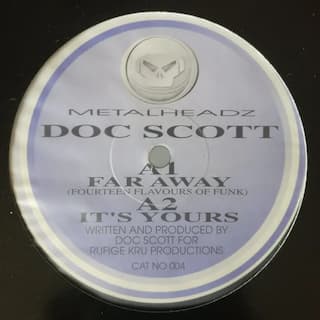 METALHEADZ
DOC SCOTT
A1
FAR AWAY
(FOURTEEN FLAVOURS OF FUNK)
A2
IT'S YOURS
WRITTEN AND PRODUCED BY
DOC SCOTT FOR
RUFIGE KRU PRODUCTIONS
CAT NO 004